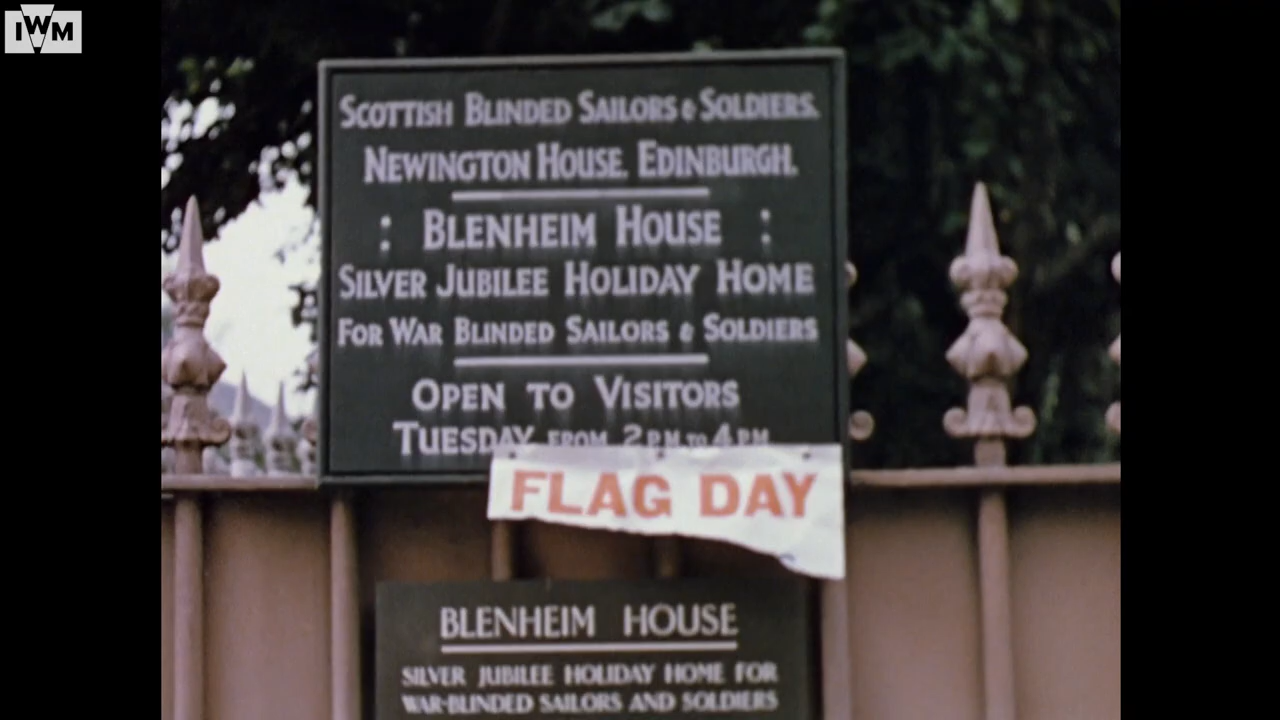 IWM
SCOTTISH BLINDED SAILORS & SOLDIERS.
NEWINGTON HOUSE. EDINBURGH.
: BLENHEIM HOUSE :
SILVER JUBILEE HOLIDAY HOME
FOR WAR BLINDED SAILORS & SOLDIERS
OPEN TO VISITORS
TUESDAY FROM 2 P.M. TO 4 P.M.
FLAG DAY
BLENHEIM HOUSE
SILVER JUBILEE HOLIDAY HOME FOR
WAR-BLINDED SAILORS AND SOLDIERS